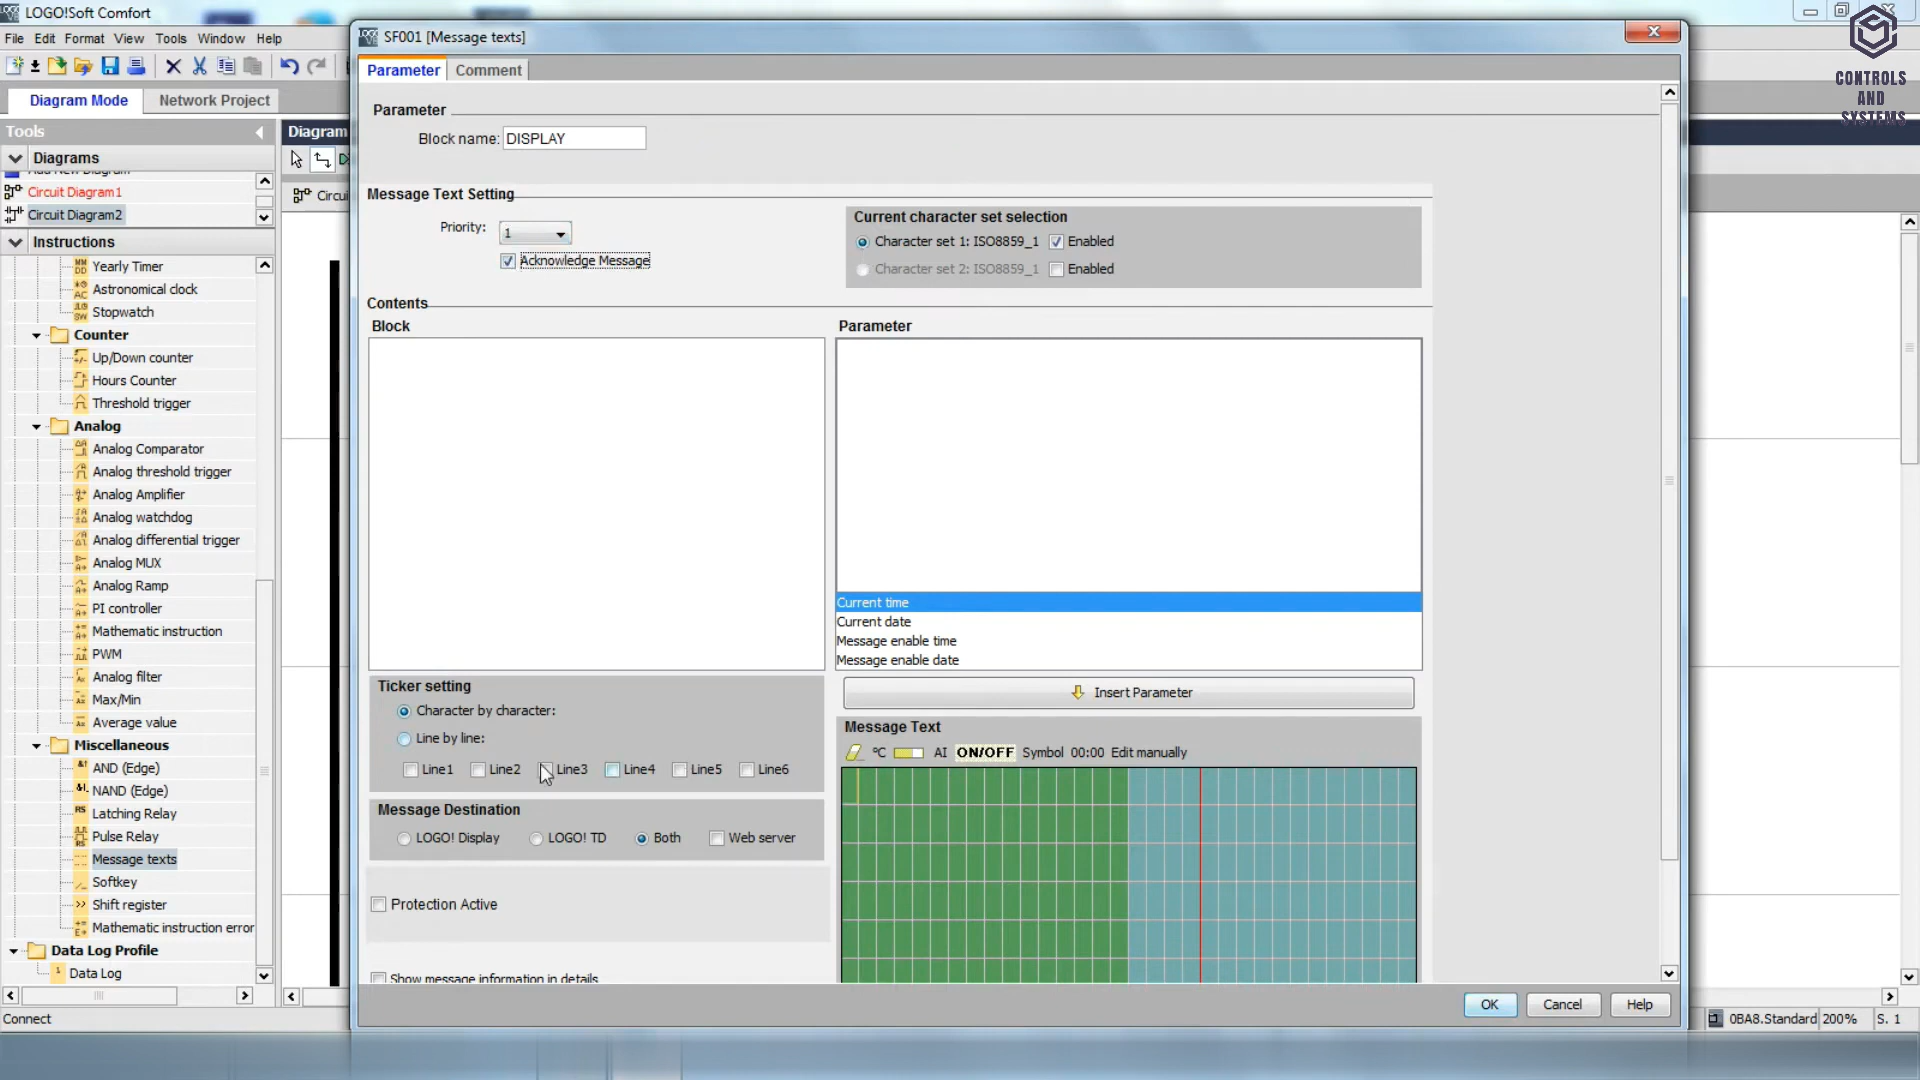 LOGO!Soft Comfort
SF001 [Message texts]
File Edit Format View Tools Window Help
CONTROLS
AND
SYSTEMS
Parameter Comment
Diagram Mode Network Project
Parameter
Tools
Diagram
Block name: DISPLAY
Diagrams
Add New Diagram
Circuit Diagram1
Circui
Circuit Diagram2
Message Text Setting
Priority: 1
Acknowledge Message
Current character set selection
Character set 1: ISO8859_1 Enabled
Character set 2: ISO8859_1 Enabled
Instructions
Yearly Timer
Astronomical clock
Stopwatch
Counter
Up/Down counter
Hours Counter
Threshold trigger
Analog
Analog Comparator
Analog threshold trigger
Analog Amplifier
Analog watchdog
Analog differential trigger
Analog MUX
Analog Ramp
PI controller
Mathematic instruction
PWM
Analog filter
Max/Min
Average value
Miscellaneous
AND (Edge)
NAND (Edge)
Latching Relay
Pulse Relay
Message texts
Softkey
Shift register
Mathematic instruction error
Data Log Profile
Data Log
Contents
Block
Parameter
Current time
Current date
Message enable time
Message enable date
Ticker setting
Character by character:
Line by line:
Line1 Line2 Line3 Line4 Line5 Line6
Message Destination
LOGO! Display LOGO! TD Both Web server
Protection Active
Show message information in details
Insert Parameter
Message Text
°C AI ON/OFF Symbol 00:00 Edit manually
OK Cancel Help
Connect
0BA8.Standard 200% S. 1